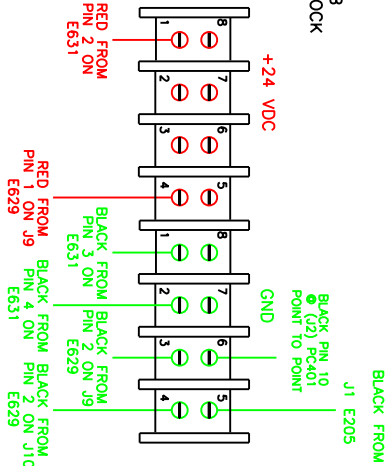 OCK
+24 VDC
GND
BLACK PIN 10
@ (J2) PC401
POINT TO POINT
BLACK FROM
J1 E205
8
7
6
5
8
7
6
5
1
2
3
4
1
2
3
4
RED FROM
PIN 2 ON
E631
RED FROM
PIN 1 ON J9
E629
BLACK FROM
PIN 3 ON
E631
BLACK FROM
PIN 4 ON
E631
BLACK FROM
PIN 2 ON J9
E629
BLACK FROM
PIN 2 ON J10
E629